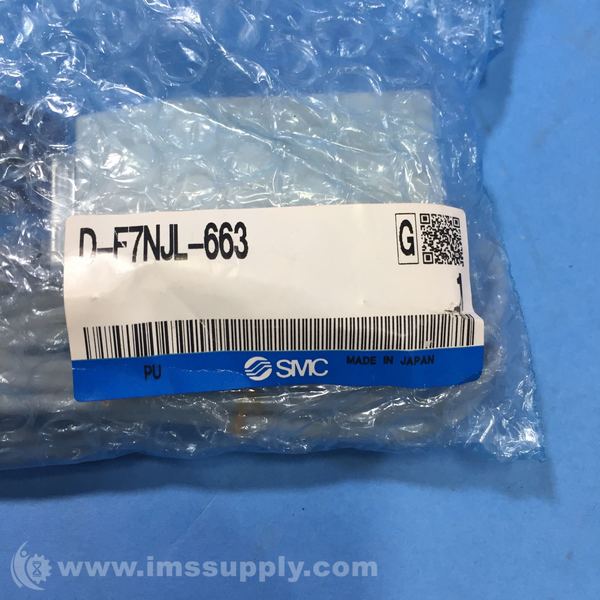 D-F7NJL-663
G
1
PU
SMC
MADE IN JAPAN
www.imssupply.com